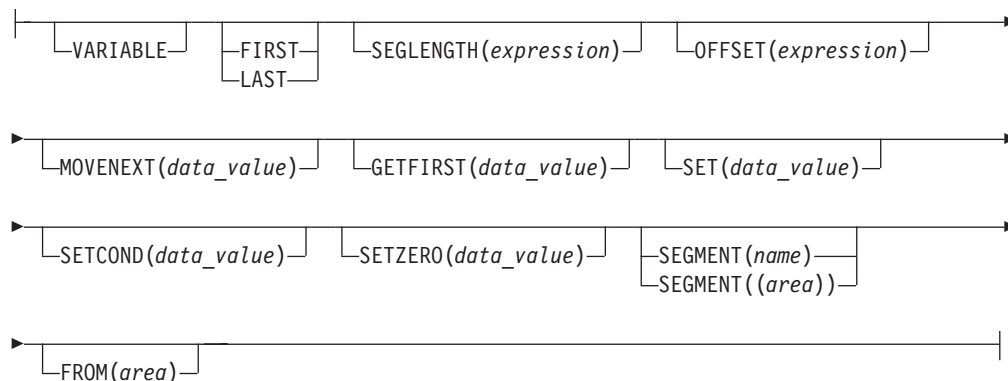 VARIABLE FIRST SEGLENGTH(expression) OFFSET(expression)
LAST
MOVENEXT(data_value) GETFIRST(data_value) SET(data_value)
SETCOND(data_value) SETZERO(data_value) SEGMENT(name)
SEGMENT((area))
FROM(area)